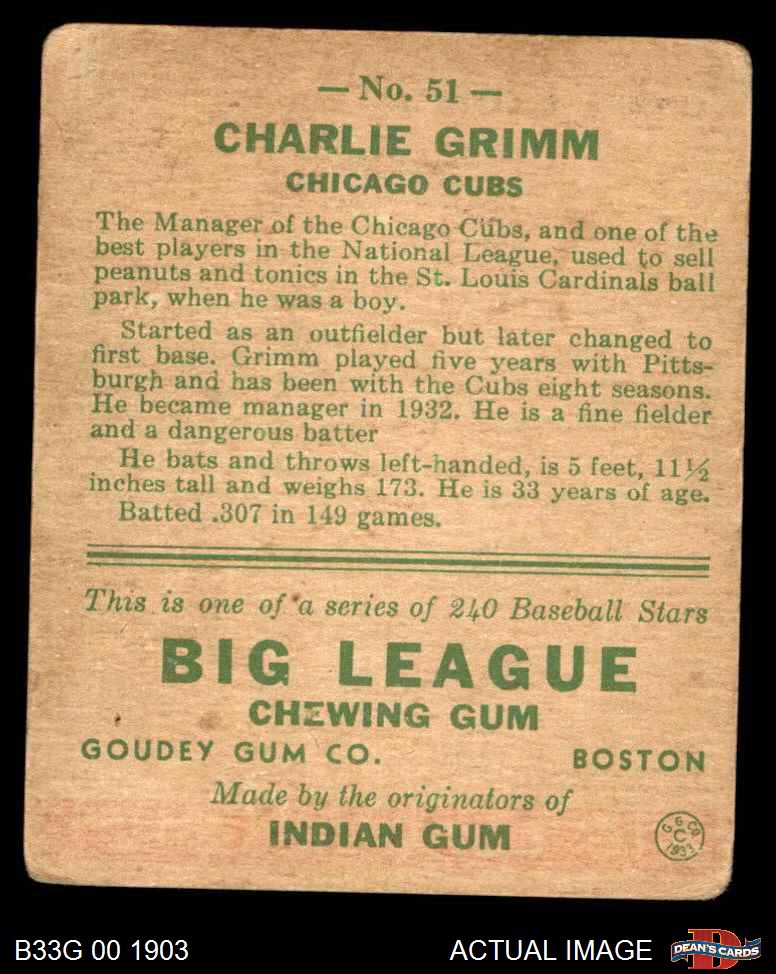 — No. 51 —
CHARLIE GRIMM
CHICAGO CUBS
The Manager of the Chicago Cubs, and one of the
best players in the National League, used to sell
peanuts and tonics in the St. Louis Cardinals ball
park, when he was a boy.
Started as an outfielder but later changed to
first base. Grimm played five years with Pitts-
burgh and has been with the Cubs eight seasons.
He became manager in 1932. He is a fine fielder
and a dangerous batter
He bats and throws left-handed, is 5 feet, 11½
inches tall and weighs 173. He is 33 years of age.
Batted .307 in 149 games.
This is one of a series of 240 Baseball Stars
BIG LEAGUE
CHEWING GUM
GOUDEY GUM CO. BOSTON
Made by the originators of
INDIAN GUM
G. G. CO.
C
1933
B33G 00 1903 ACTUAL IMAGE DEAN'S CARDS